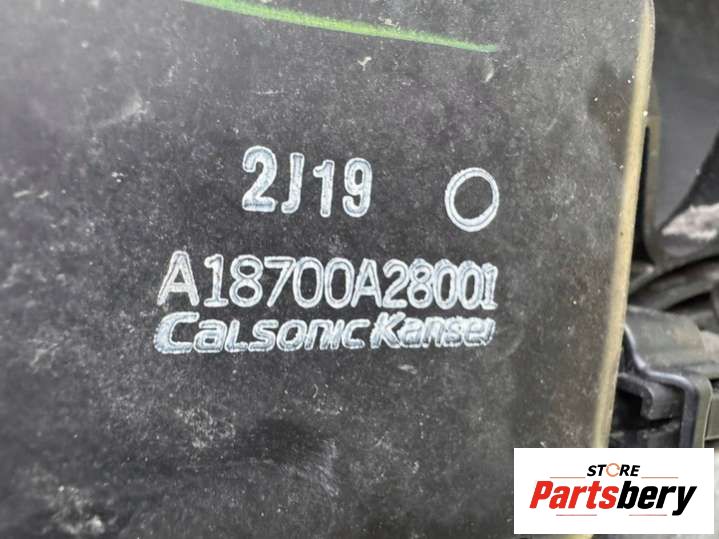 2J19
A18700A28001
CalsonicKansei
STORE
Partsbery